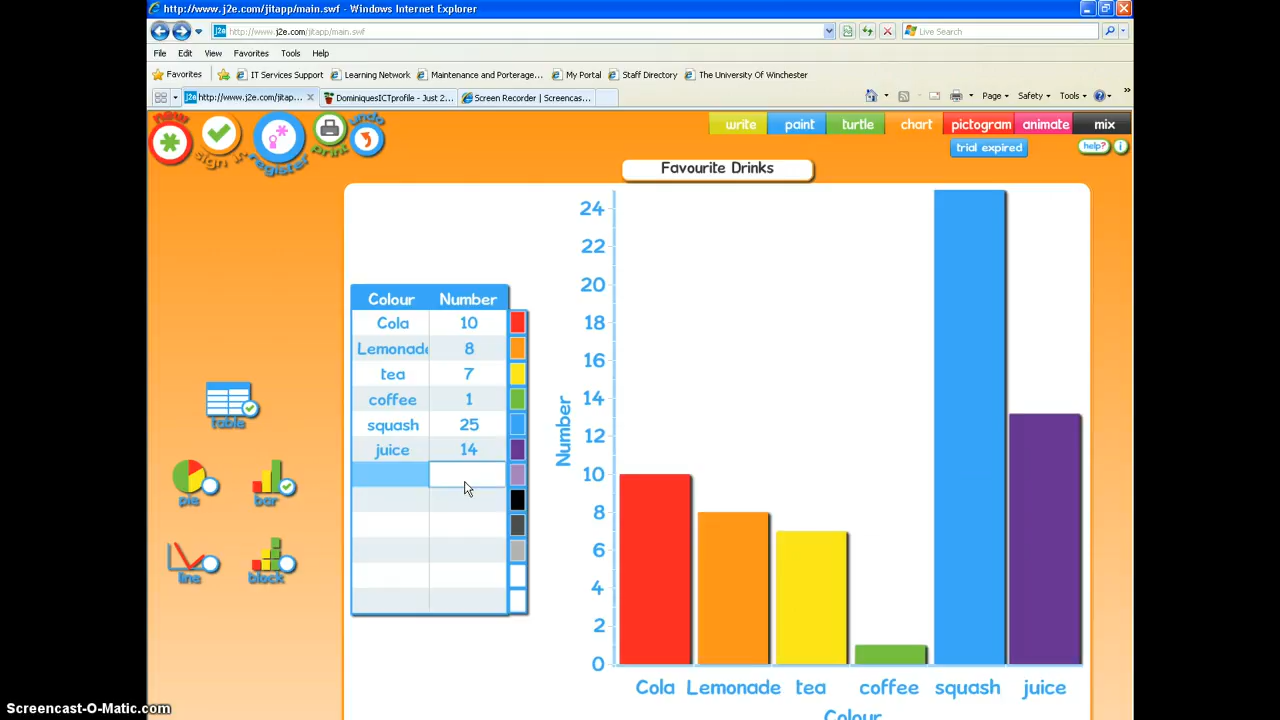 http://www.j2e.com/jitapp/main.swf - Windows Internet Explorer
j2e http://www.j2e.com/jitapp/main.swf
Live Search
File Edit View Favorites Tools Help
Favorites IT Services Support Learning Network Maintenance and Porterage... My Portal Staff Directory The University Of Winchester
j2e http://www.j2e.com/jitap... DominiquesICTprofile - Just 2... Screen Recorder | Screencas...
Page Safety Tools
new sign in register print undo
write paint turtle chart pictogram animate mix
trial expired help? i
Favourite Drinks
Colour Number
Cola 10
Lemonade 8
tea 7
coffee 1
squash 25
juice 14
table
pie bar
line block
Number
24
22
20
18
16
14
12
10
8
6
4
2
0
Cola Lemonade tea coffee squash juice
Colour
Screencast-O-Matic.com